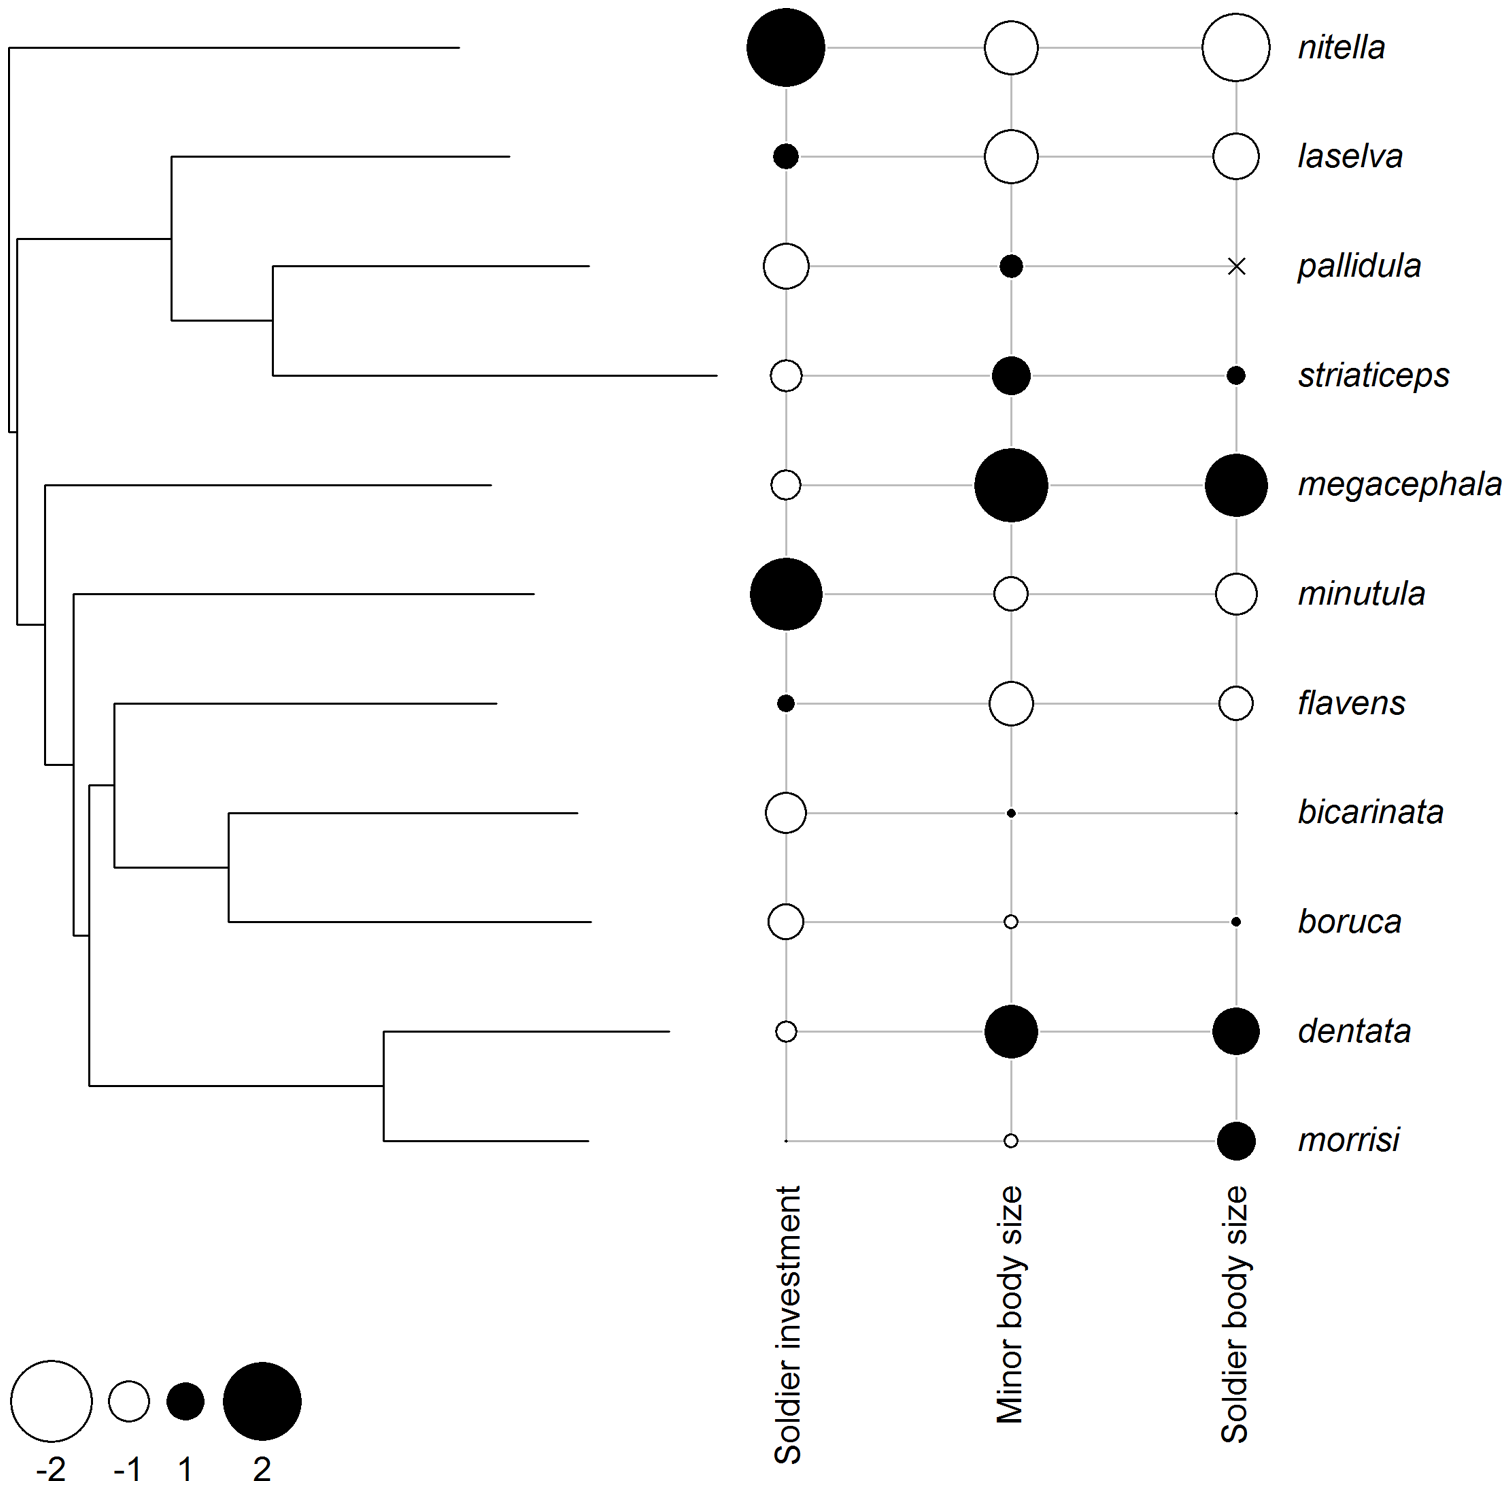 nitella
laselva
pallidula
striaticeps
megacephala
minutula
flavens
bicarinata
boruca
dentata
morrisi
Soldier investment
Minor body size
Soldier body size
-2 -1 1 2